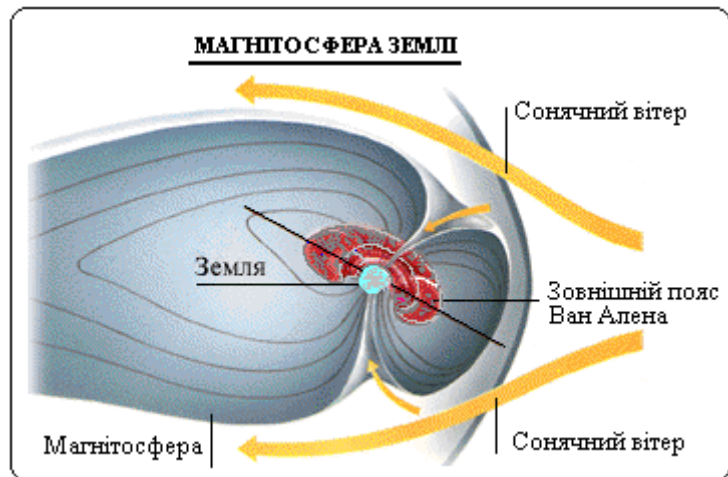 МАГНІТОСФЕРА ЗЕМЛІ
Сонячний вітер
Земля
Зовнішній пояс
Ван Алена
Магнітосфера
Сонячний вітер